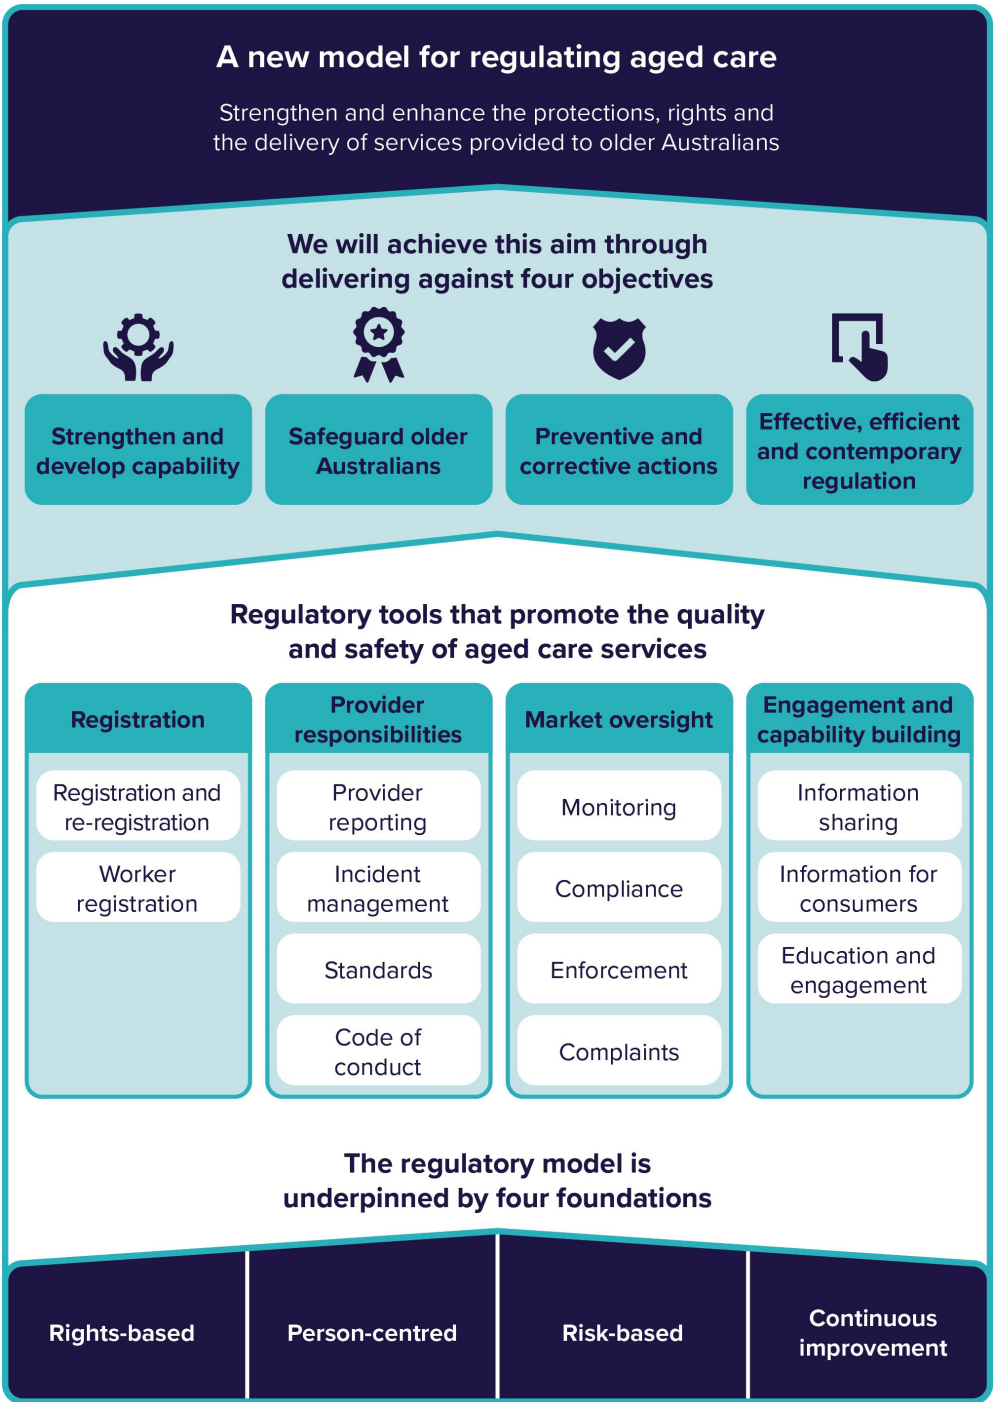 A new model for regulating aged care
Strengthen and enhance the protections, rights and
the delivery of services provided to older Australians
We will achieve this aim through
delivering against four objectives
Strengthen and
develop capability
Safeguard older
Australians
Preventive and
corrective actions
Effective, efficient
and contemporary
regulation
Regulatory tools that promote the quality
and safety of aged care services
Registration
Registration and
re-registration
Worker
registration
Provider
responsibilities
Provider
reporting
Incident
management
Standards
Code of
conduct
Market oversight
Monitoring
Compliance
Enforcement
Complaints
Engagement and
capability building
Information
sharing
Information for
consumers
Education and
engagement
The regulatory model is
underpinned by four foundations
Rights-based
Person-centred
Risk-based
Continuous
improvement